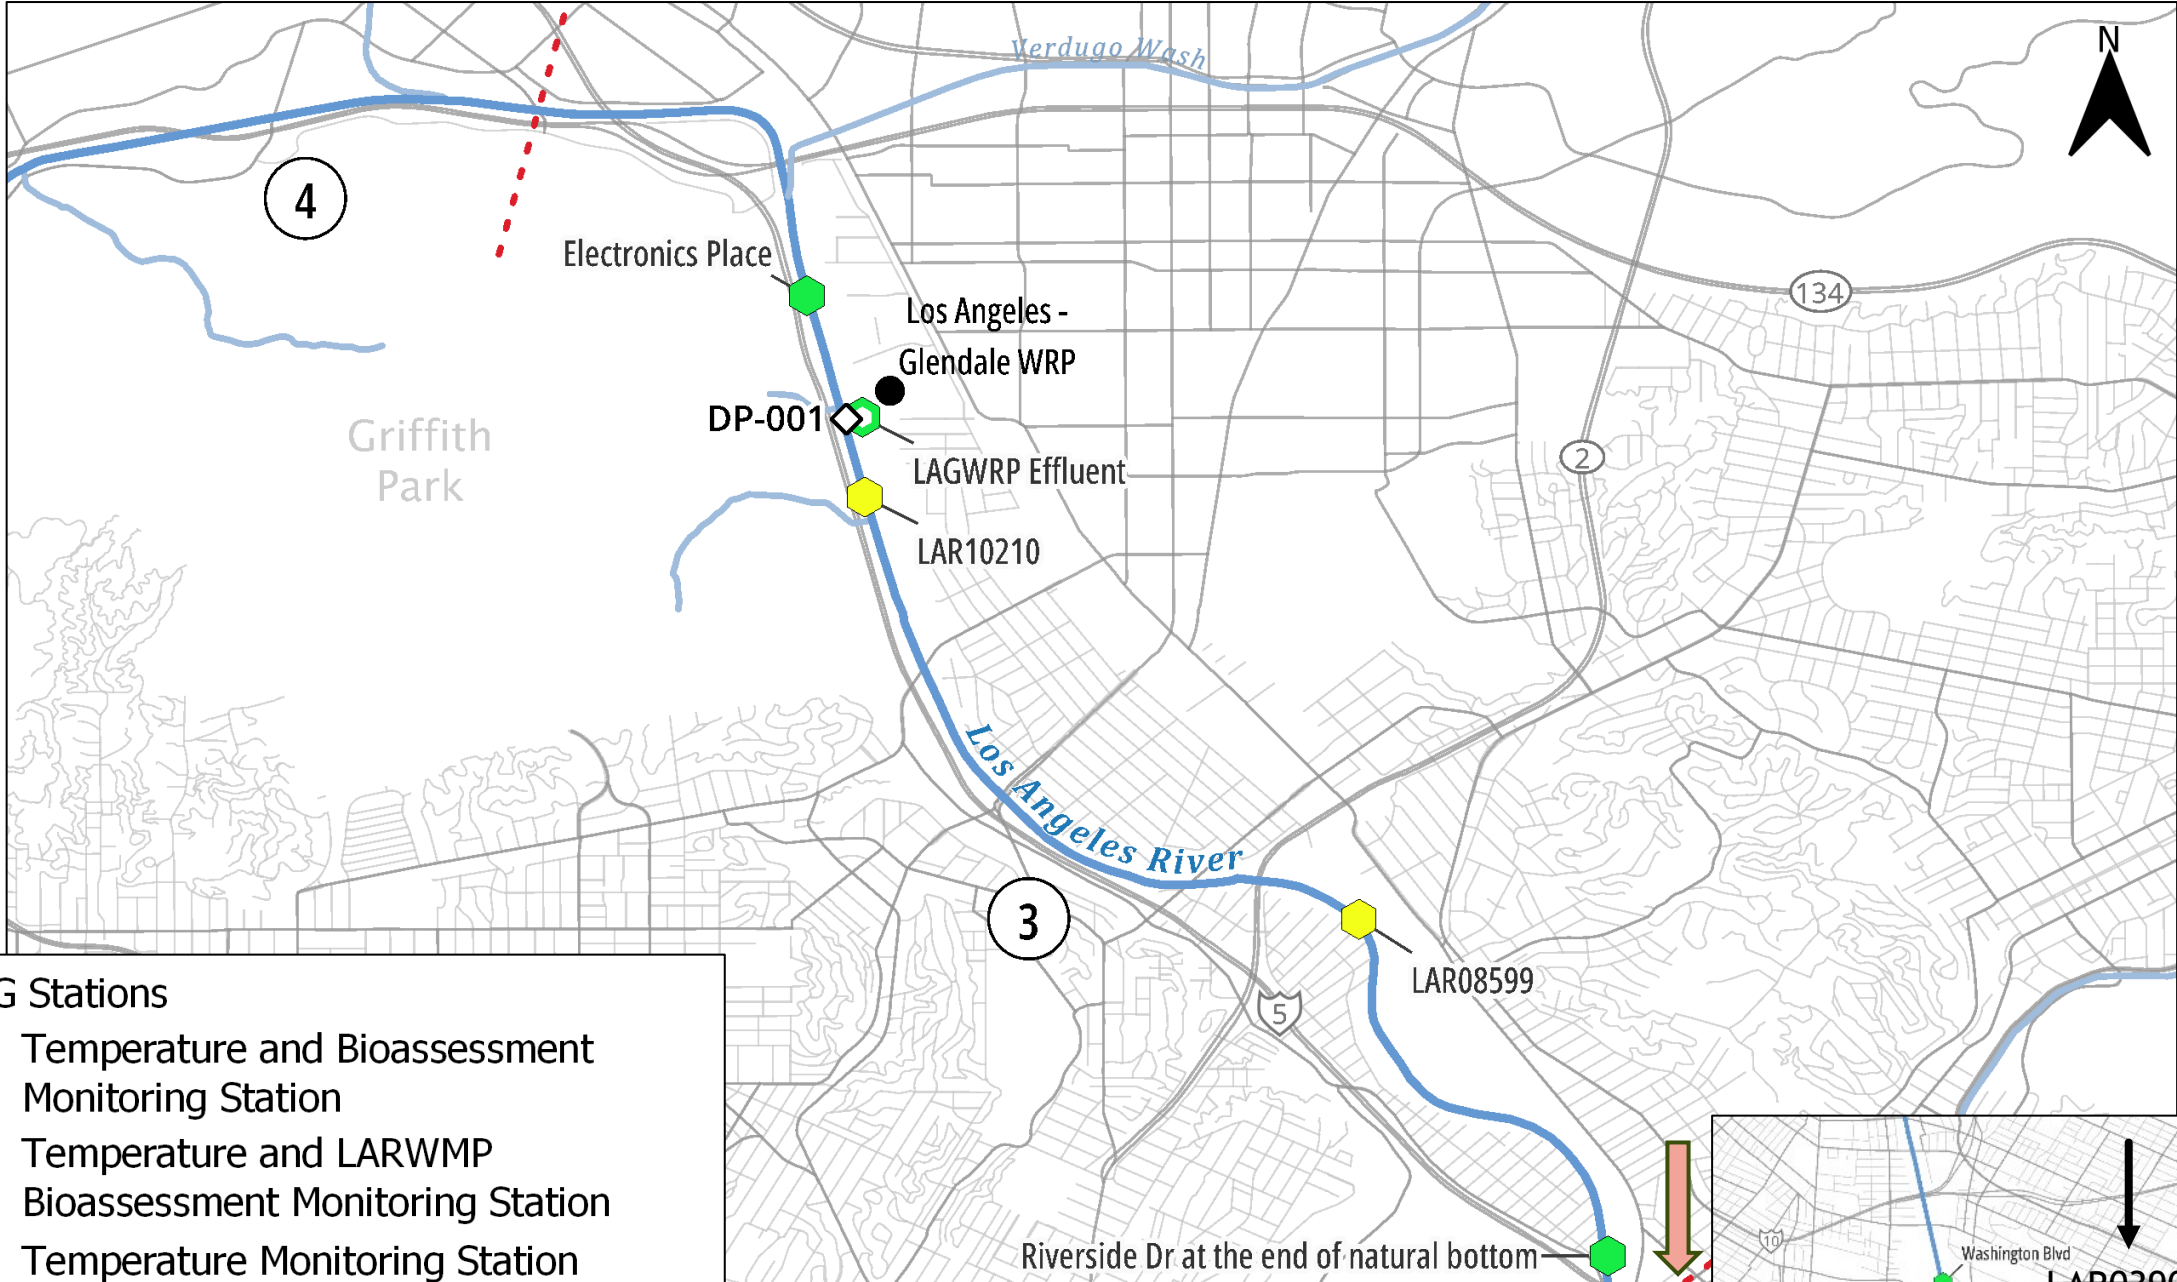 Verdugo Wash
N
4
Electronics Place
134
Los Angeles -
Glendale WRP
DP-001
Griffith
Park
2
LAGWRP Effluent
LAR10210
Los Angeles River
3
LAR08599
5
G Stations
Temperature and Bioassessment
Monitoring Station
Temperature and LARWMP
Bioassessment Monitoring Station
Temperature Monitoring Station
Riverside Dr at the end of natural bottom
10
Washington Blvd